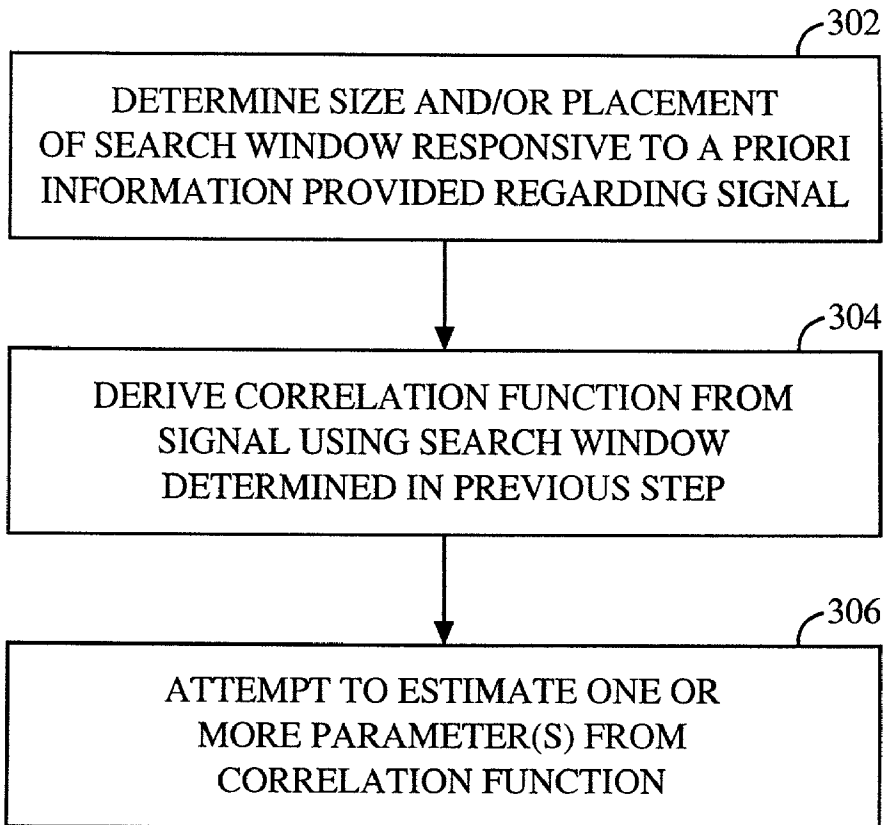 302
DETERMINE SIZE AND/OR PLACEMENT
OF SEARCH WINDOW RESPONSIVE TO A PRIORI
INFORMATION PROVIDED REGARDING SIGNAL
304
DERIVE CORRELATION FUNCTION FROM
SIGNAL USING SEARCH WINDOW
DETERMINED IN PREVIOUS STEP
306
ATTEMPT TO ESTIMATE ONE OR
MORE PARAMETER(S) FROM
CORRELATION FUNCTION